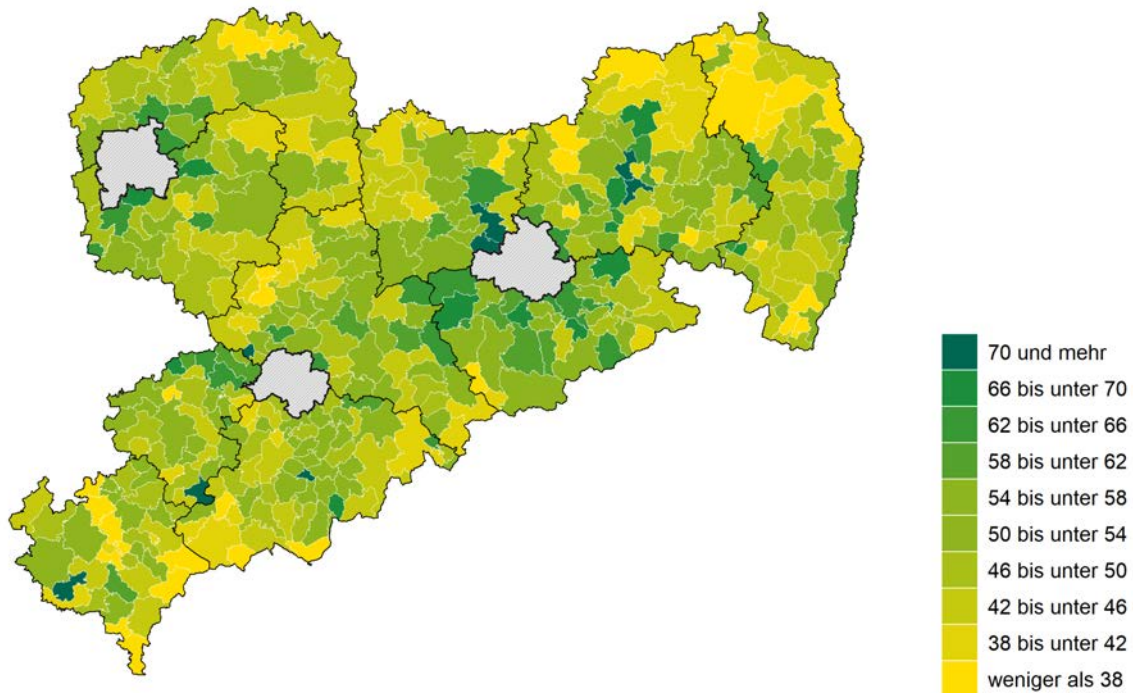 70 und mehr
66 bis unter 70
62 bis unter 66
58 bis unter 62
54 bis unter 58
50 bis unter 54
46 bis unter 50
42 bis unter 46
38 bis unter 42
weniger als 38